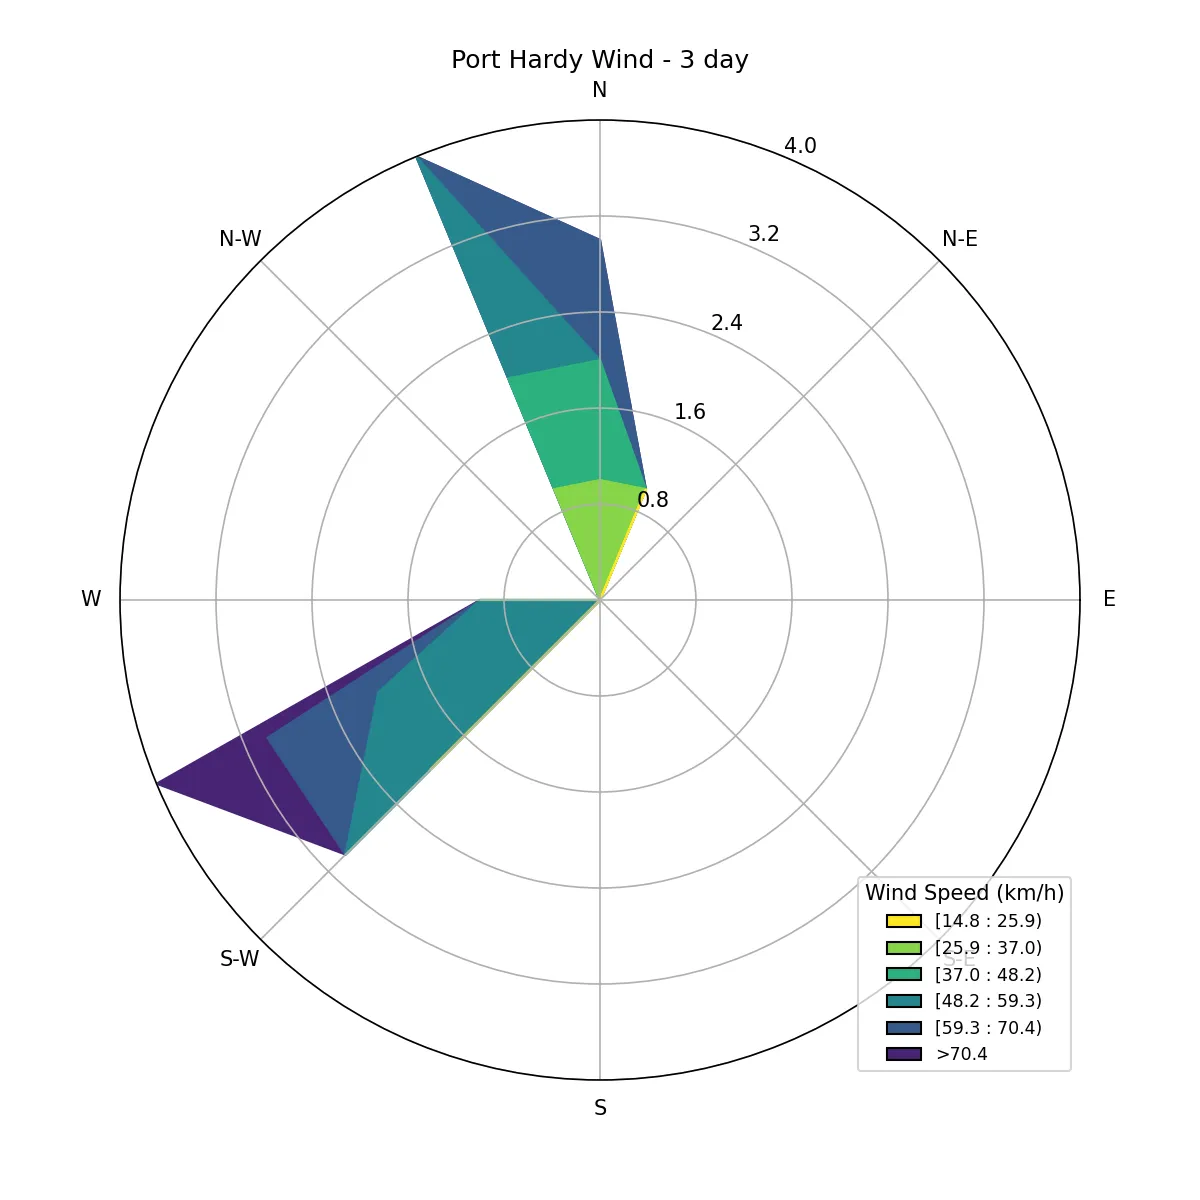 Port Hardy Wind - 3 day
N
4.0
N-W
N-E
3.2
2.4
1.6
0.8
W
E
S-W
S-E
S
Wind Speed (km/h)
[14.8 : 25.9)
[25.9 : 37.0)
[37.0 : 48.2)
[48.2 : 59.3)
[59.3 : 70.4)
>70.4